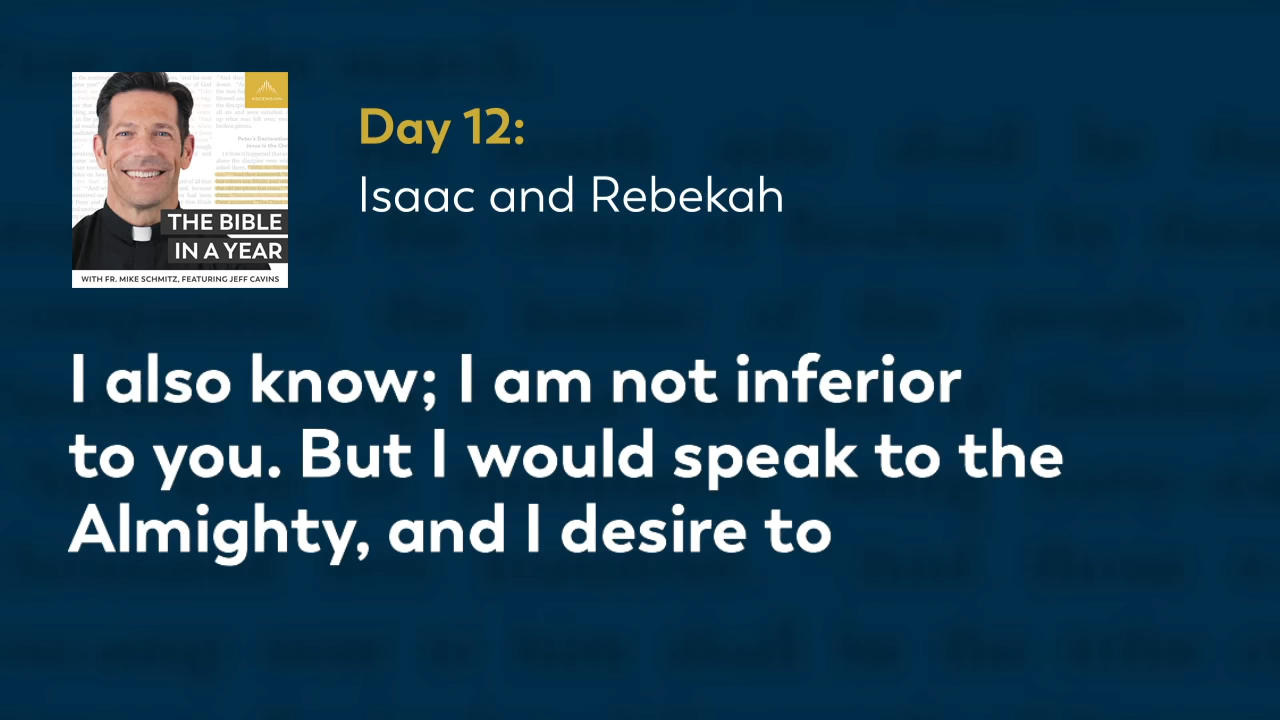 Day 12:
Isaac and Rebekah
THE BIBLE
IN A YEAR
WITH FR. MIKE SCHMITZ, FEATURING JEFF CAVINS
I also know; I am not inferior
to you. But I would speak to the
Almighty, and I desire to